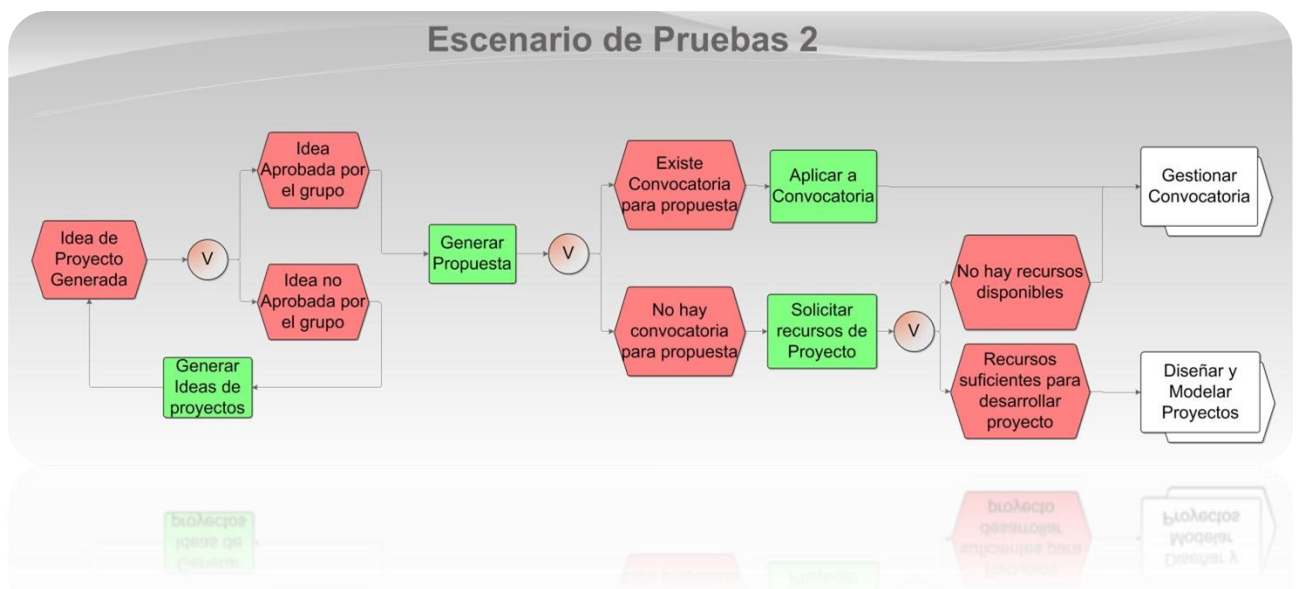 Escenario de Pruebas 2
Idea de
Proyecto
Generada
V
Idea
Aprobada por
el grupo
Idea no
Aprobada por
el grupo
Generar
Ideas de
proyectos
Generar
Propuesta
V
Existe
Convocatoria
para propuesta
Aplicar a
Convocatoria
No hay
convocatoria
para propuesta
Solicitar
recursos de
Proyecto
V
No hay recursos
disponibles
Recursos
suficientes para
desarrollar
proyecto
Gestionar
Convocatoria
Diseñar y
Modelar
Proyectos